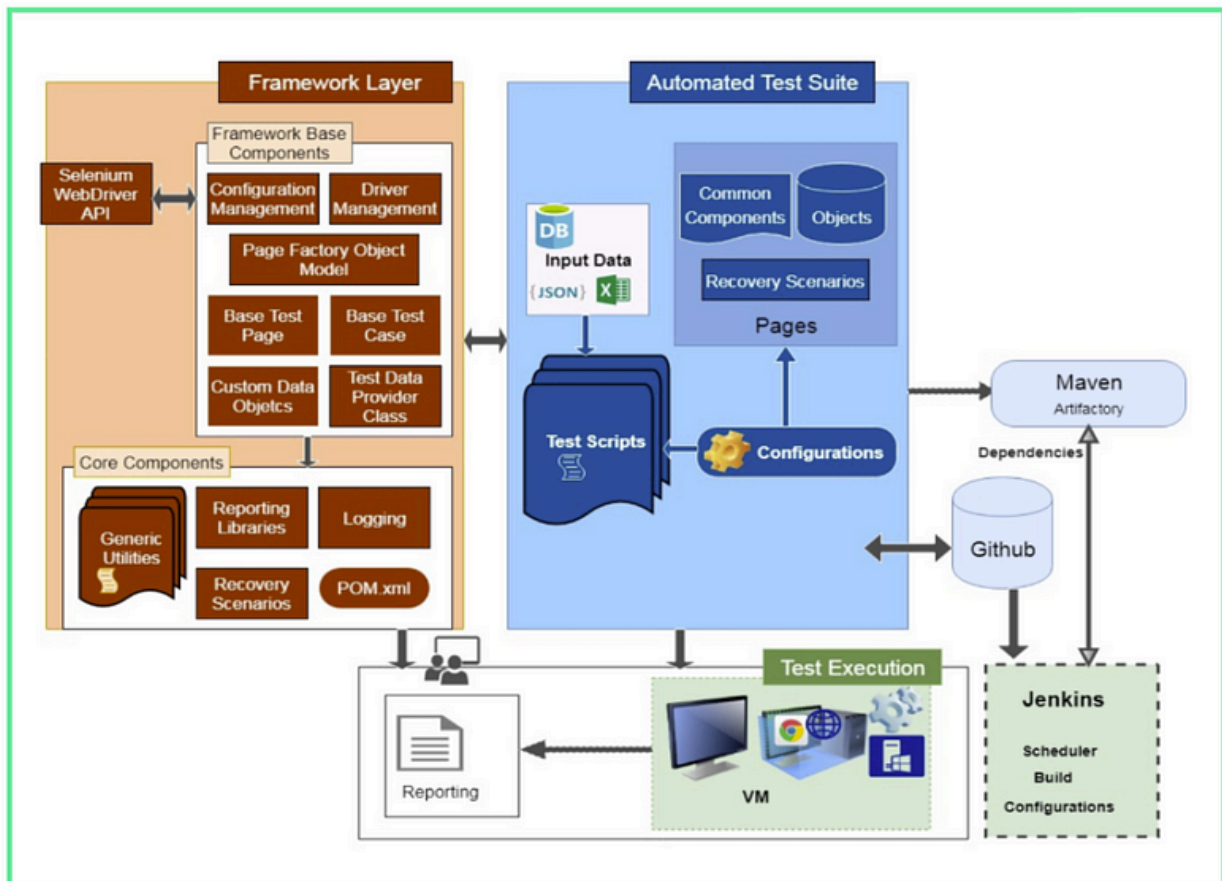 Framework Layer
Framework Base
Components
Selenium
WebDriver
API
Configuration
Management
Driver
Management
Page Factory Object
Model
Base Test
Page
Base Test
Case
Custom Data
Objetcs
Test Data
Provider
Class
Core Components
Generic
Utilities
Reporting
Libraries
Logging
Recovery
Scenarios
POM.xml
Automated Test Suite
DB
Input Data
{JSON}
X
Common
Components
Objects
Recovery Scenarios
Pages
Test Scripts
Configurations
Maven
Artifactory
Dependencies
Github
Test Execution
Reporting
VM
Jenkins
Scheduler
Build
Configurations